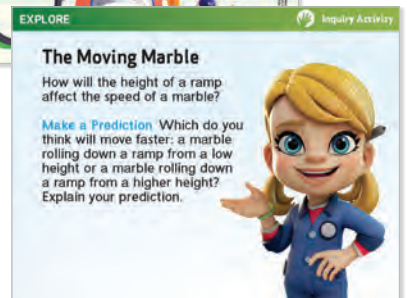 EXPLORE
Inquiry Activity
The Moving Marble
How will the height of a ramp
affect the speed of a marble?
Make a Prediction Which do you
think will move faster: a marble
rolling down a ramp from a low
height or a marble rolling down
a ramp from a higher height?
Explain your prediction.